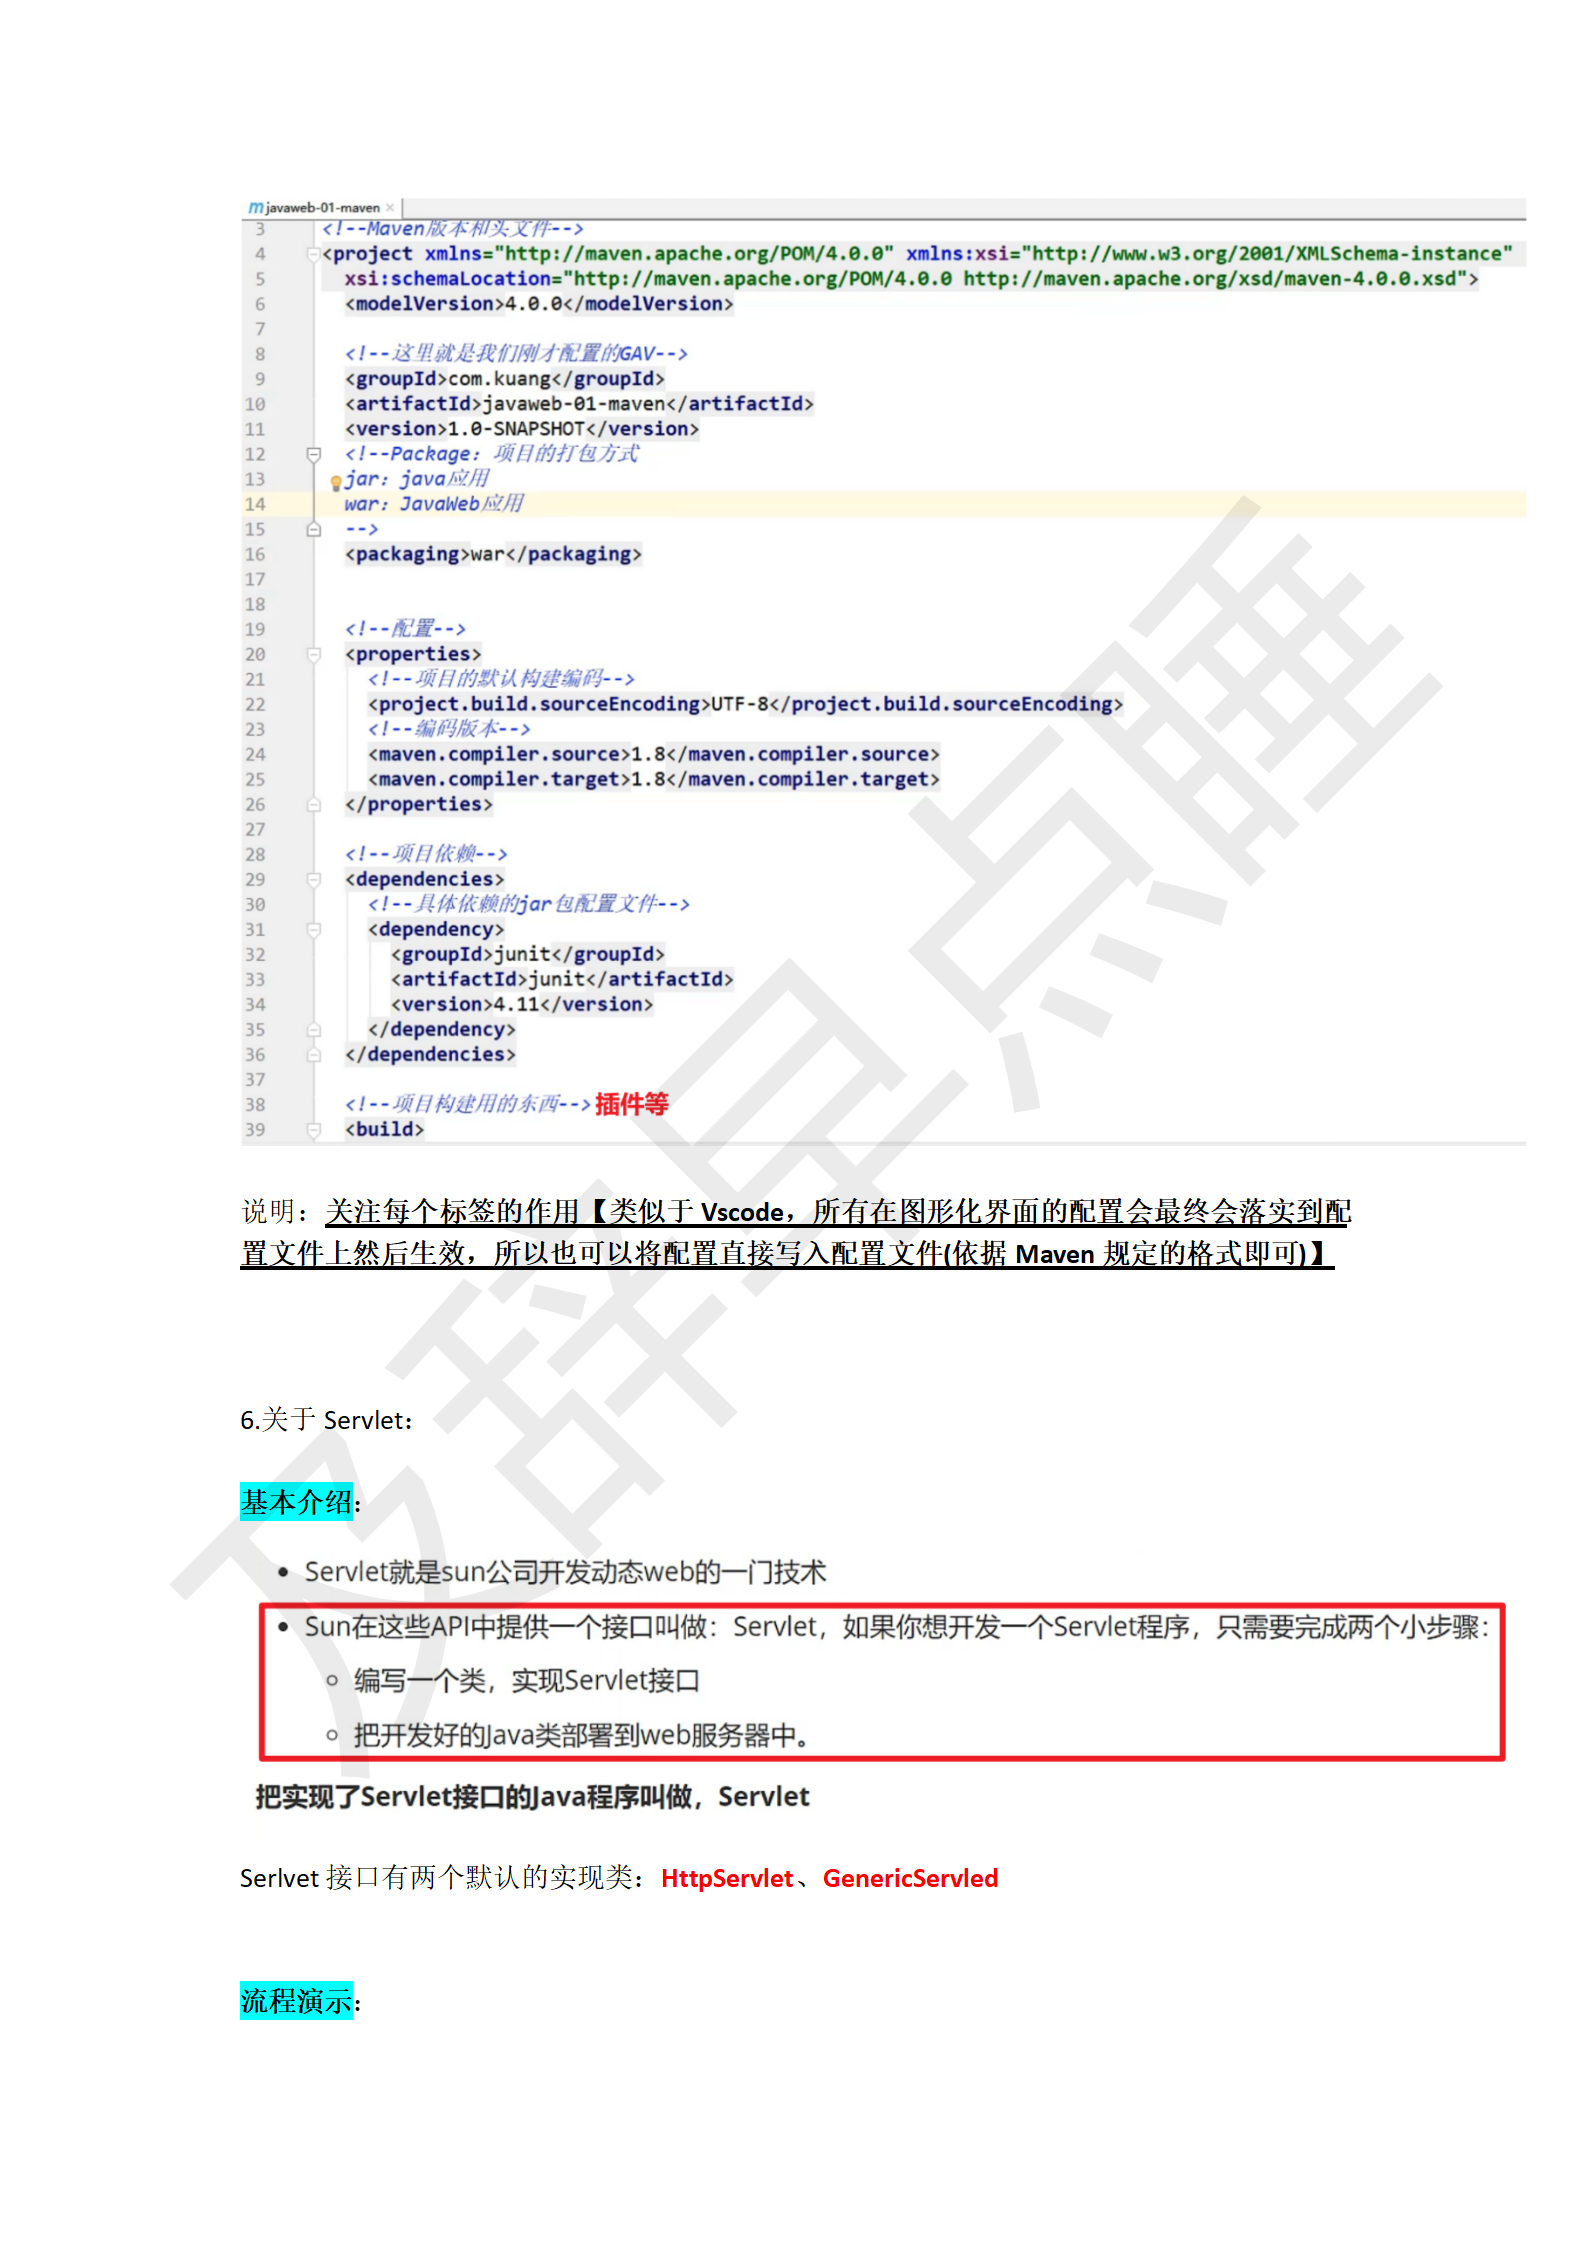 javaweb-01-maven ×
3 <!--Maven版本和头文件-->
4 <project xmlns="http://maven.apache.org/POM/4.0.0" xmlns:xsi="http://www.w3.org/2001/XMLSchema-instance"
5 xsi:schemaLocation="http://maven.apache.org/POM/4.0.0 http://maven.apache.org/xsd/maven-4.0.0.xsd">
6 <modelVersion>4.0.0</modelVersion>
7
8 <!--这里就是我们刚才配置的GAV-->
9 <groupId>com.kuang</groupId>
10 <artifactId>javaweb-01-maven</artifactId>
11 <version>1.0-SNAPSHOT</version>
12 <!--Package：项目的打包方式
13 jar：java应用
14 war：JavaWeb应用
15 -->
16 <packaging>war</packaging>
17
18
19 <!--配置-->
20 <properties>
21 <!--项目的默认构建编码-->
22 <project.build.sourceEncoding>UTF-8</project.build.sourceEncoding>
23 <!--编码版本-->
24 <maven.compiler.source>1.8</maven.compiler.source>
25 <maven.compiler.target>1.8</maven.compiler.target>
26 </properties>
27
28 <!--项目依赖-->
29 <dependencies>
30 <!--具体依赖的jar包配置文件-->
31 <dependency>
32 <groupId>junit</groupId>
33 <artifactId>junit</artifactId>
34 <version>4.11</version>
35 </dependency>
36 </dependencies>
37
38 <!--项目构建用的东西-->插件等
39 <build>
说明：关注每个标签的作用【类似于 Vscode，所有在图形化界面的配置会最终会落实到配
置文件上然后生效，所以也可以将配置直接写入配置文件(依据 Maven 规定的格式即可)】
6.关于 Servlet：
基本介绍：
• Servlet就是sun公司开发动态web的一门技术
• Sun在这些API中提供一个接口叫做：Servlet，如果你想开发一个Servlet程序，只需要完成两个小步骤：
○ 编写一个类，实现Servlet接口
○ 把开发好的Java类部署到web服务器中。
把实现了Servlet接口的Java程序叫做，Servlet
Serlvet 接口有两个默认的实现类：HttpServlet、GenericServled
流程演示：
及辞早点睡